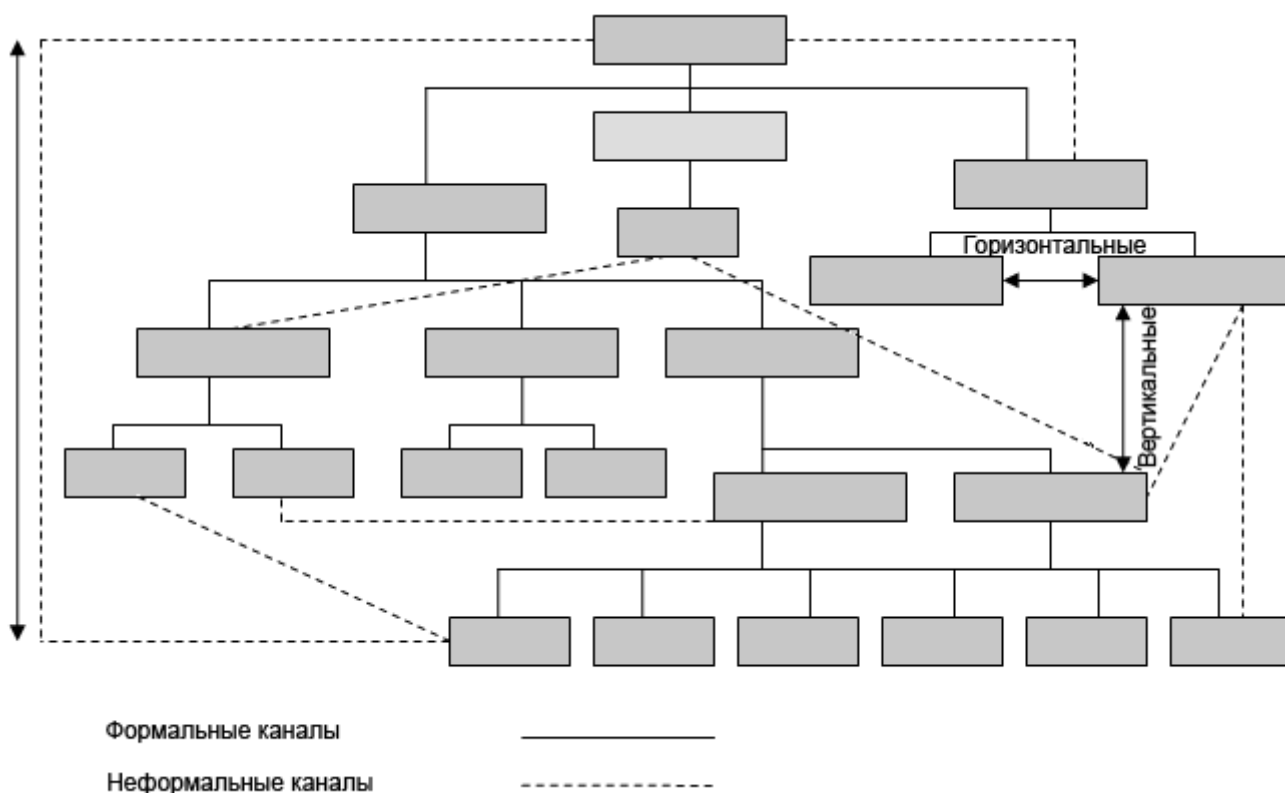 Горизонтальные
Вертикальные
Формальные каналы
Неформальные каналы